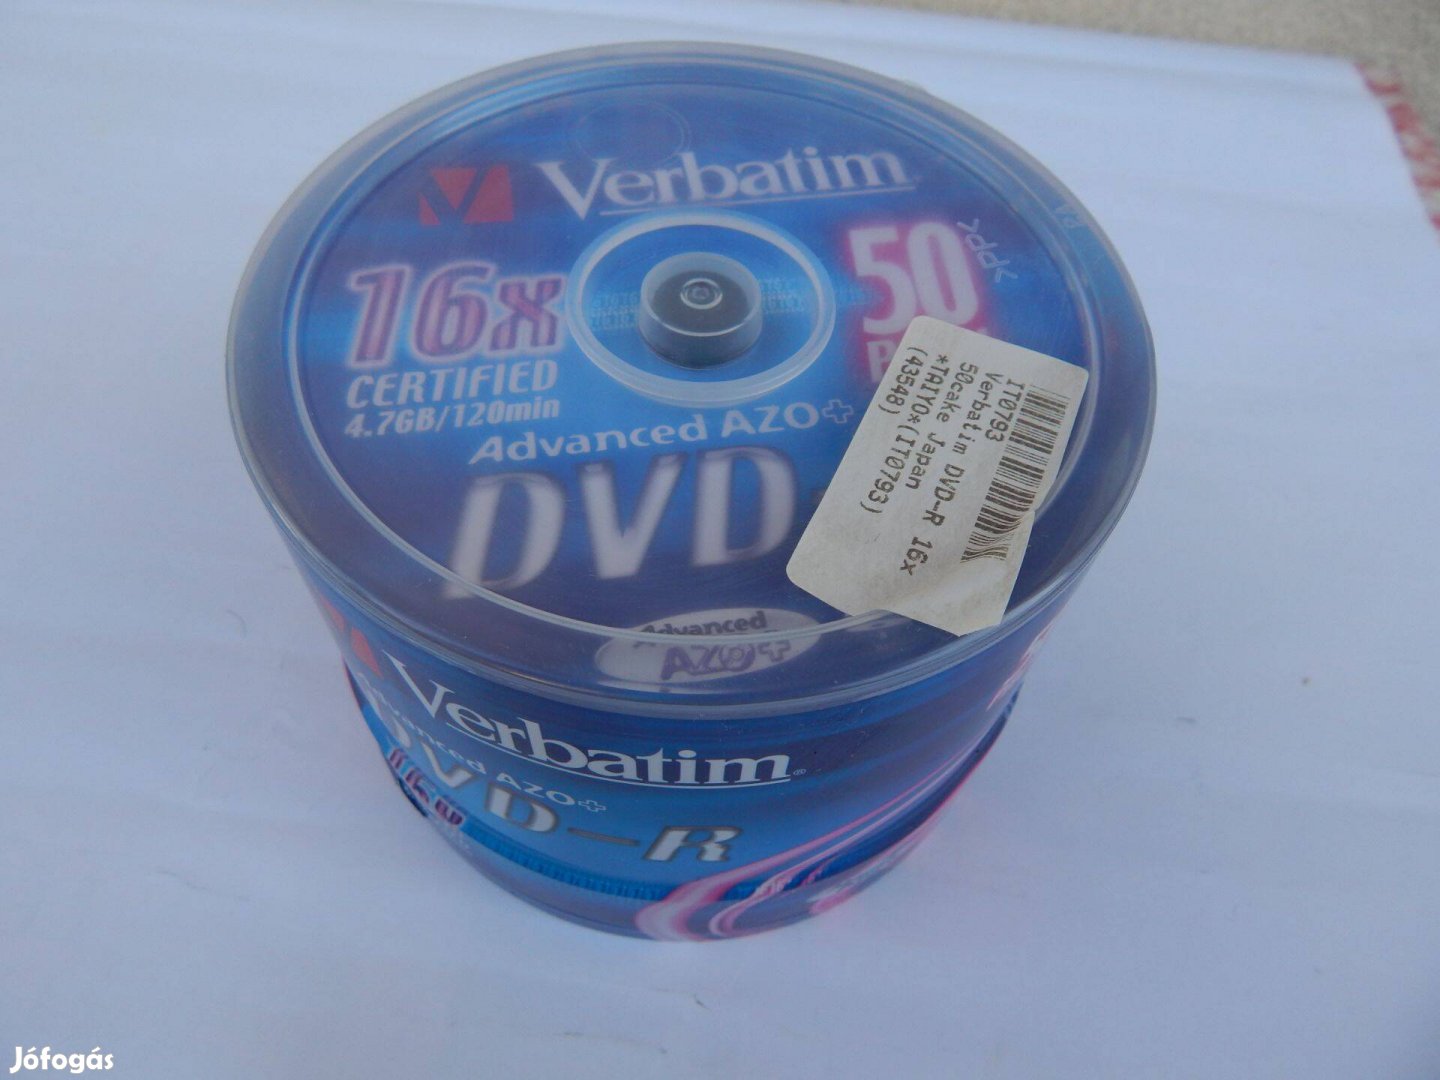 Verbatim
16x
CERTIFIED
4.7GB/120min
50
>PP<
Advanced AZO+
DVD-
IT0793
Verbatim DVD-R 16x
50cake Japan
*TAIYO*(IT0793)
(43548)
Advanced
AZO+
Verbatim
Advanced AZO+
DVD-R
Jófogás